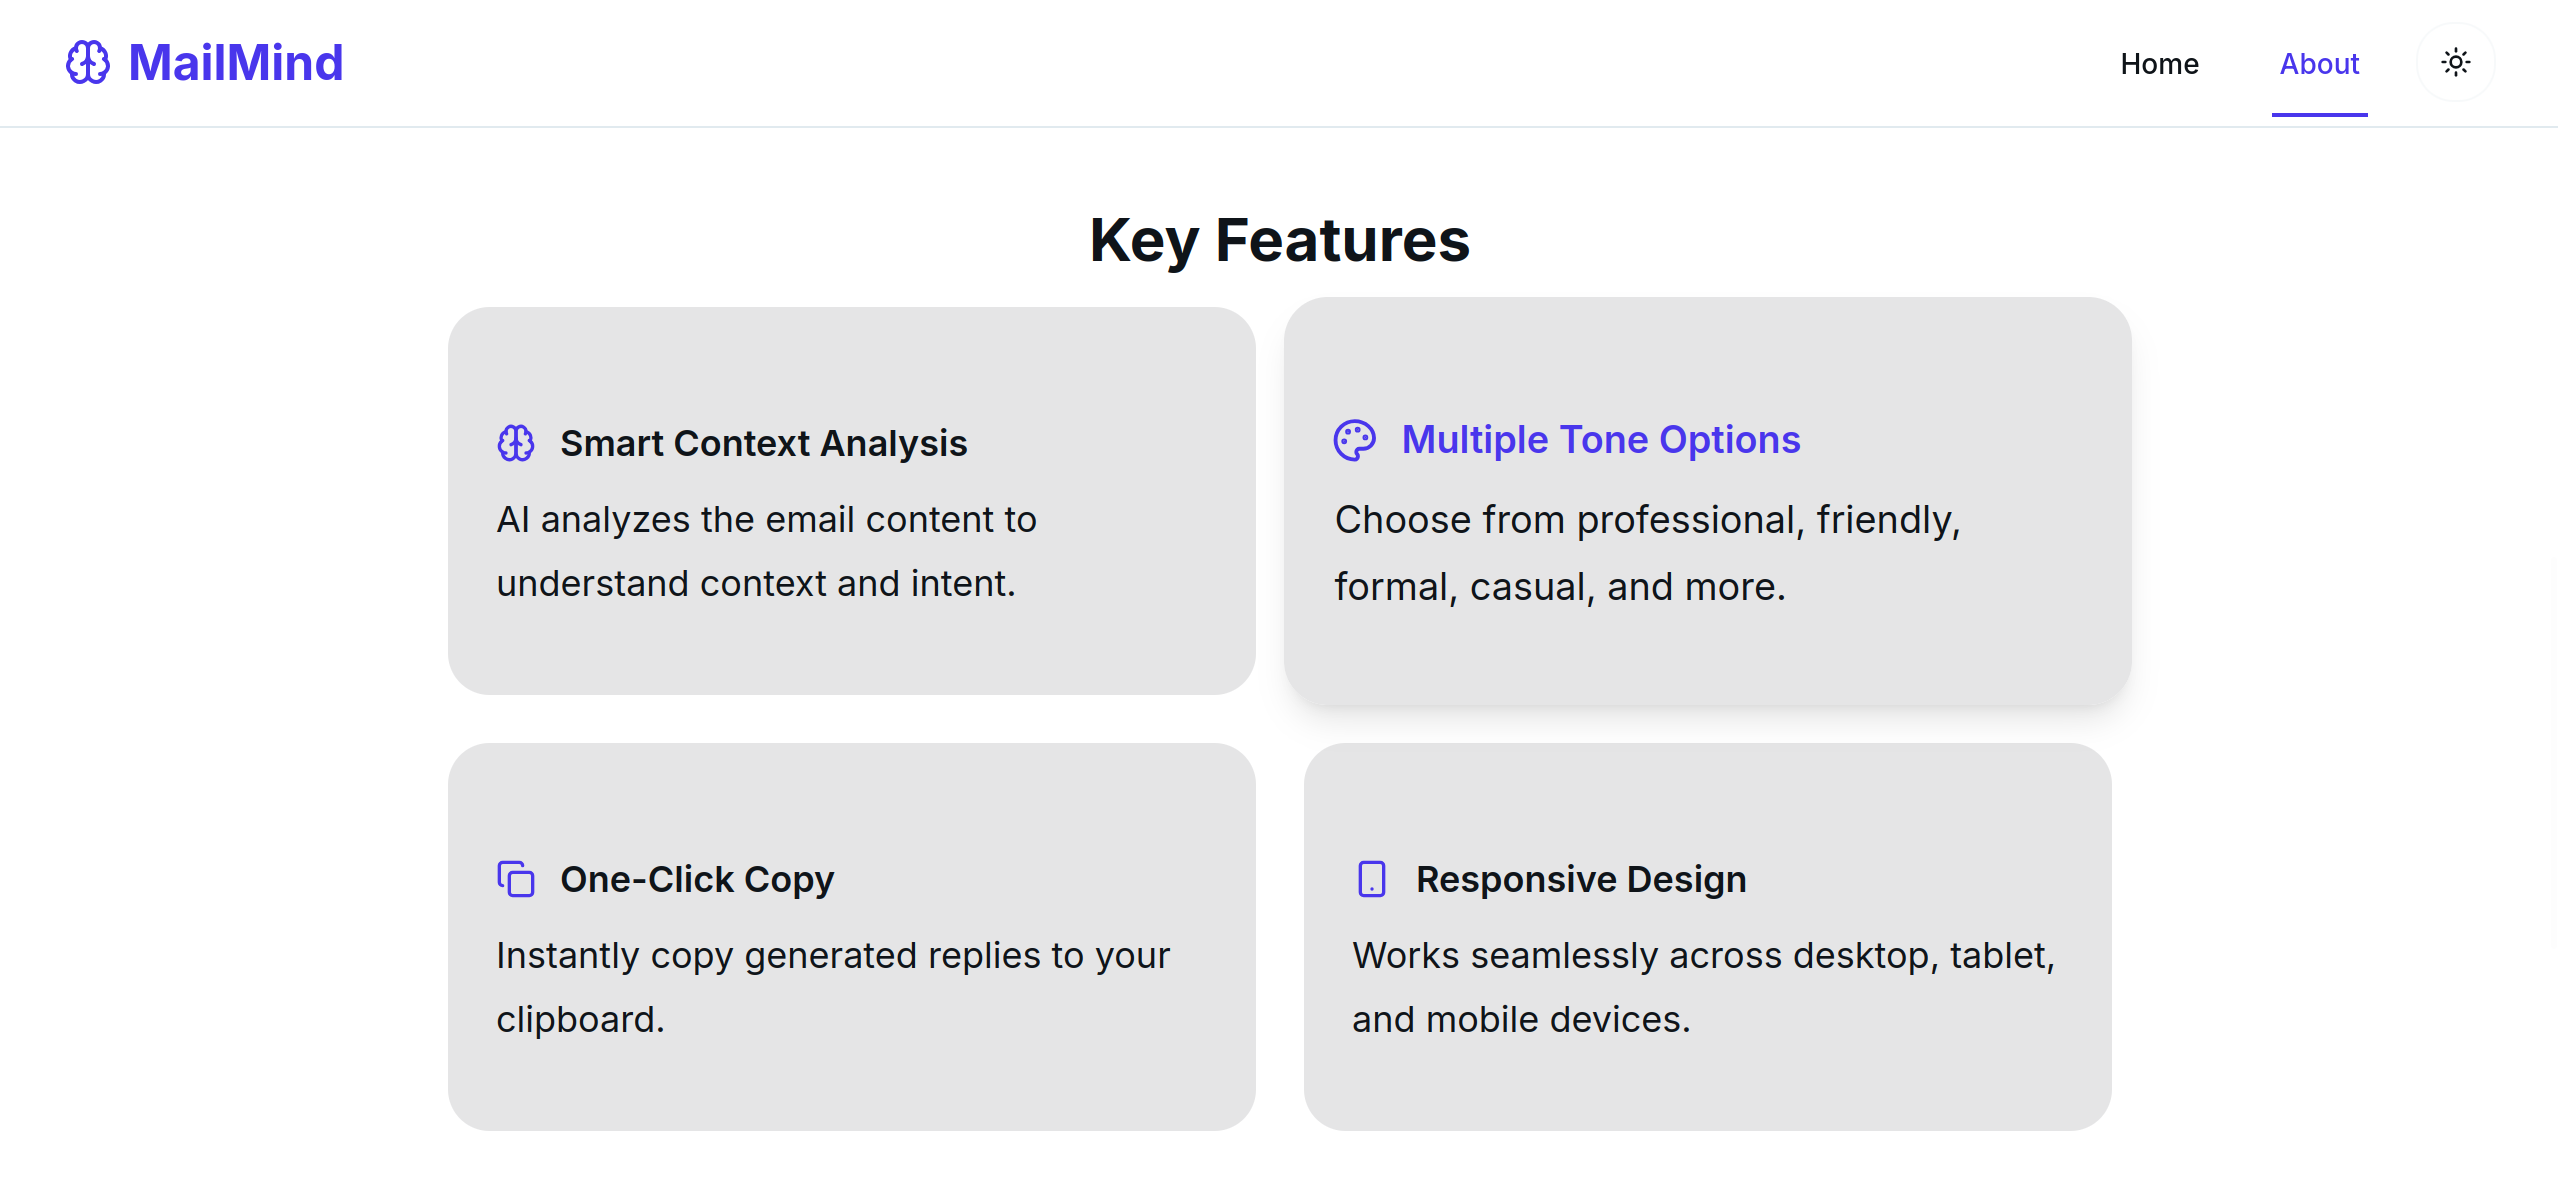 MailMind
Home
About
Key Features
Smart Context Analysis
AI analyzes the email content to
understand context and intent.
Multiple Tone Options
Choose from professional, friendly,
formal, casual, and more.
One-Click Copy
Instantly copy generated replies to your
clipboard.
Responsive Design
Works seamlessly across desktop, tablet,
and mobile devices.